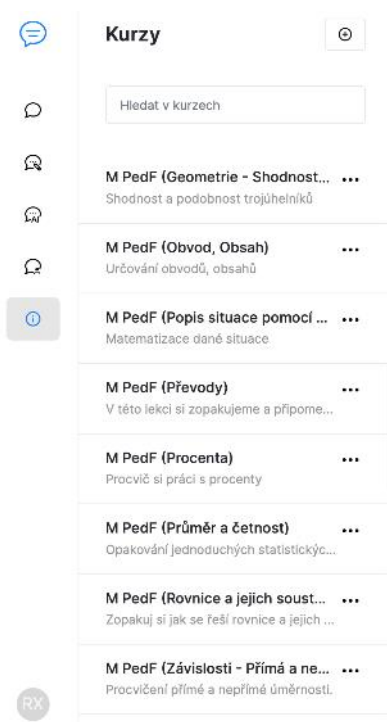 Kurzy
Hledat v kurzech
M PedF (Geometrie - Shodnost...
Shodnost a podobnost trojúhelníků
M PedF (Obvod, Obsah)
Určování obvodů, obsahů
M PedF (Popis situace pomocí ...
Matematizace dané situace
M PedF (Převody)
V této lekci si zopakujeme a připome...
M PedF (Procenta)
Procvič si práci s procenty
M PedF (Průměr a četnost)
Opakování jednoduchých statistickýc...
M PedF (Rovnice a jejich soust...
Zopakuj si jak se řeší rovnice a jejich ...
M PedF (Závislosti - Přímá a ne...
Procvičení přímé a nepřímé úměrnosti.
RX